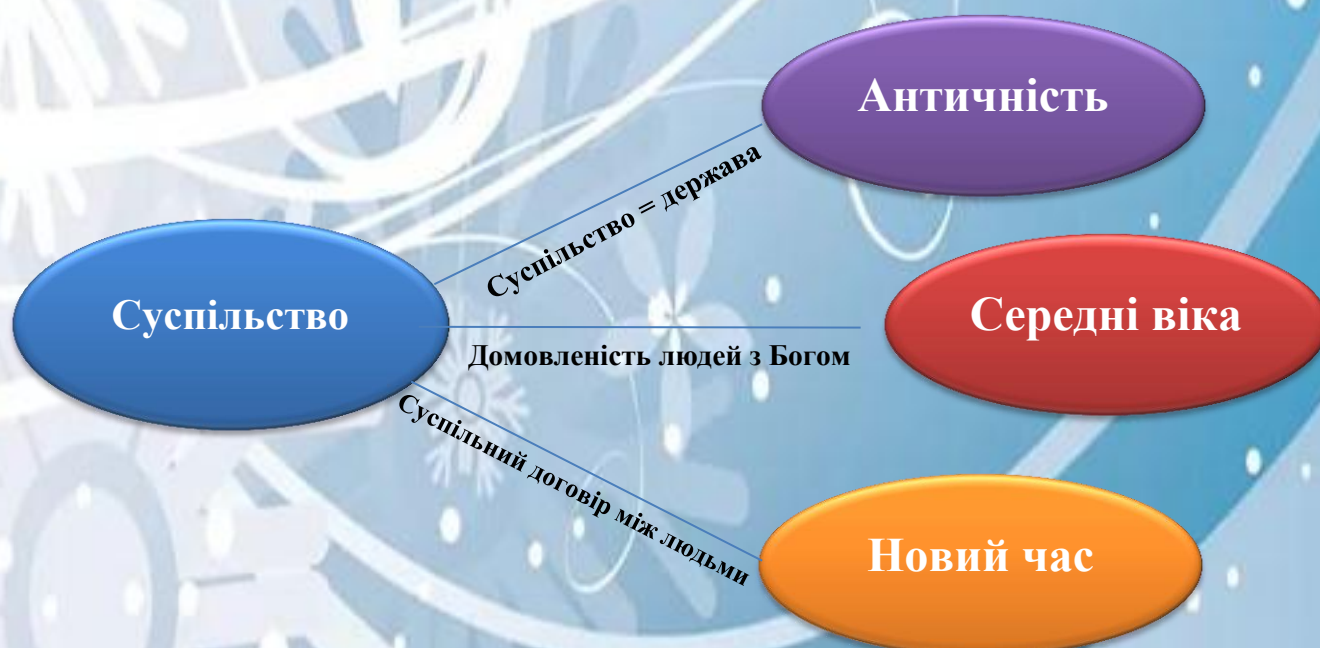 Античність
Суспільство = держава
Суспільство
Середні віка
Домовленість людей з Богом
Суспільний договір між людьми
Новий час